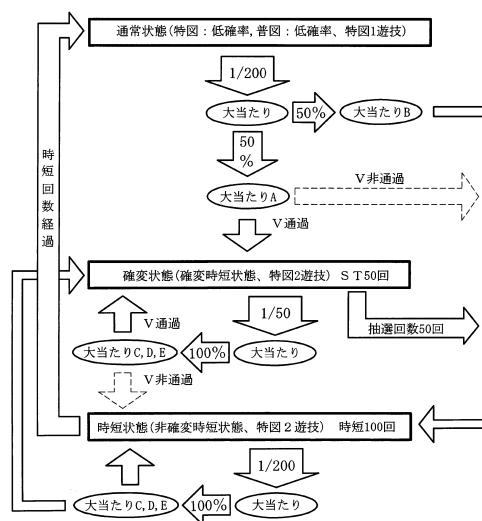 通常状態(特図：低確率,普図：低確率、特図1遊技)
1/200
大当たり
50%
大当たりB
50
%
大当たりA
V非通過
V通過
時短回数経過
確変状態(確変時短状態、特図2遊技) ST50回
1/50
V通過
抽選回数50回
大当たりC,D,E
100%
大当たり
V非通過
時短状態(非確変時短状態、特図2遊技) 時短100回
1/200
大当たりC,D,E
100%
大当たり